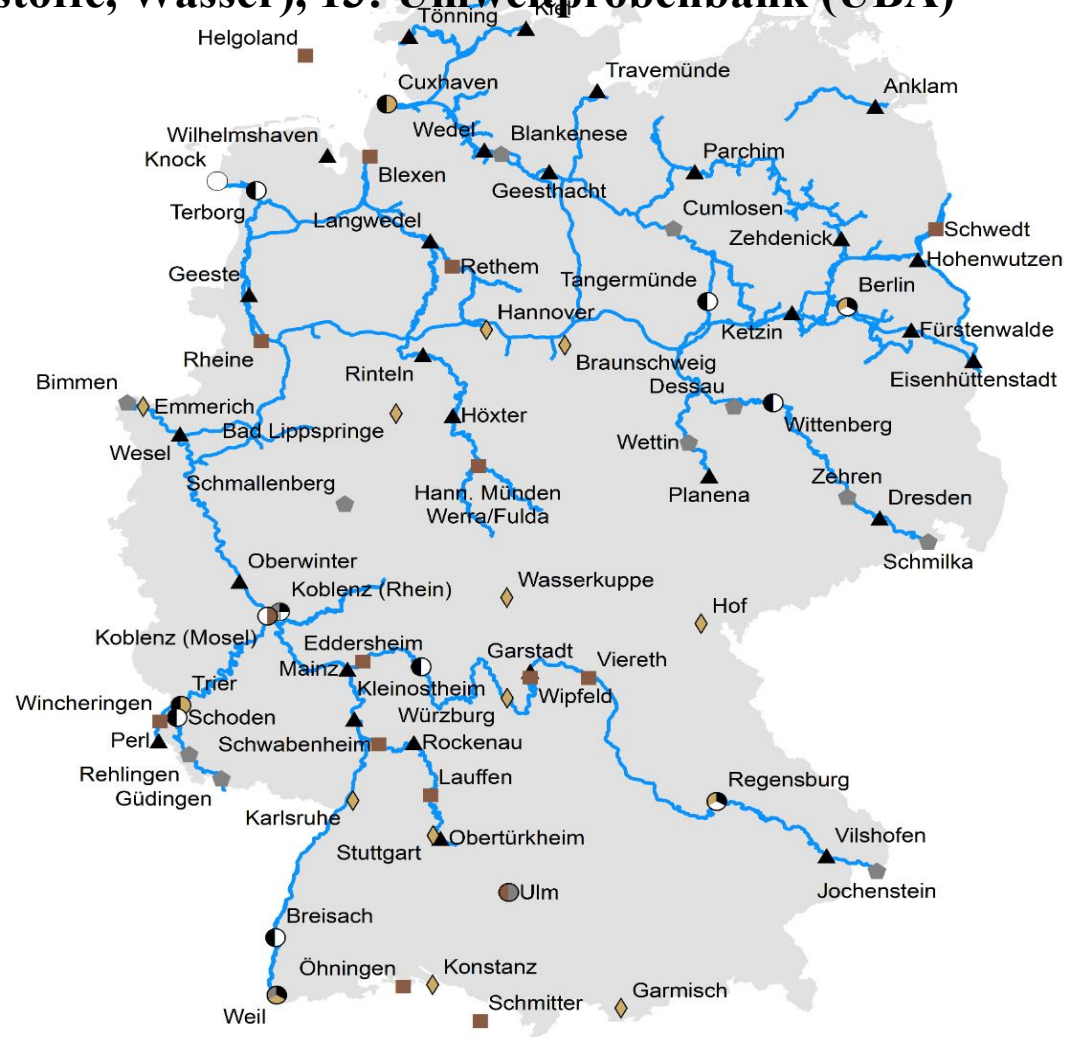 stoffe, Wasser), 15: Umweltprobenbank (UBA)
Tönning
Kiel
Helgoland
Cuxhaven
Travemünde
Anklam
Wilhelmshaven
Wedel
Blankenese
Parchim
Knock
Blexen
Geesthacht
Terborg
Langwedel
Cumlosen
Zehdenick
Schwedt
Hohenwutzen
Geeste
Rethem
Tangermünde
Berlin
Hannover
Ketzin
Fürstenwalde
Rheine
Rinteln
Braunschweig
Eisenhüttenstadt
Bimmen
Dessau
Emmerich
Bad Lippspringe
Höxter
Wittenberg
Wesel
Wettin
Schmallenberg
Zehren
Hann. Münden
Werra/Fulda
Planena
Dresden
Schmilka
Oberwinter
Koblenz (Rhein)
Wasserkuppe
Hof
Koblenz (Mosel)
Eddersheim
Garstadt
Viereth
Mainz
Trier
Kleinostheim
Wipfeld
Wincheringen
Schoden
Würzburg
Perl
Schwabenheim
Rockenau
Rehlingen
Güdingen
Lauffen
Regensburg
Karlsruhe
Stuttgart
Obertürkheim
Vilshofen
Jochenstein
Ulm
Breisach
Öhningen
Konstanz
Garmisch
Schmitter
Weil